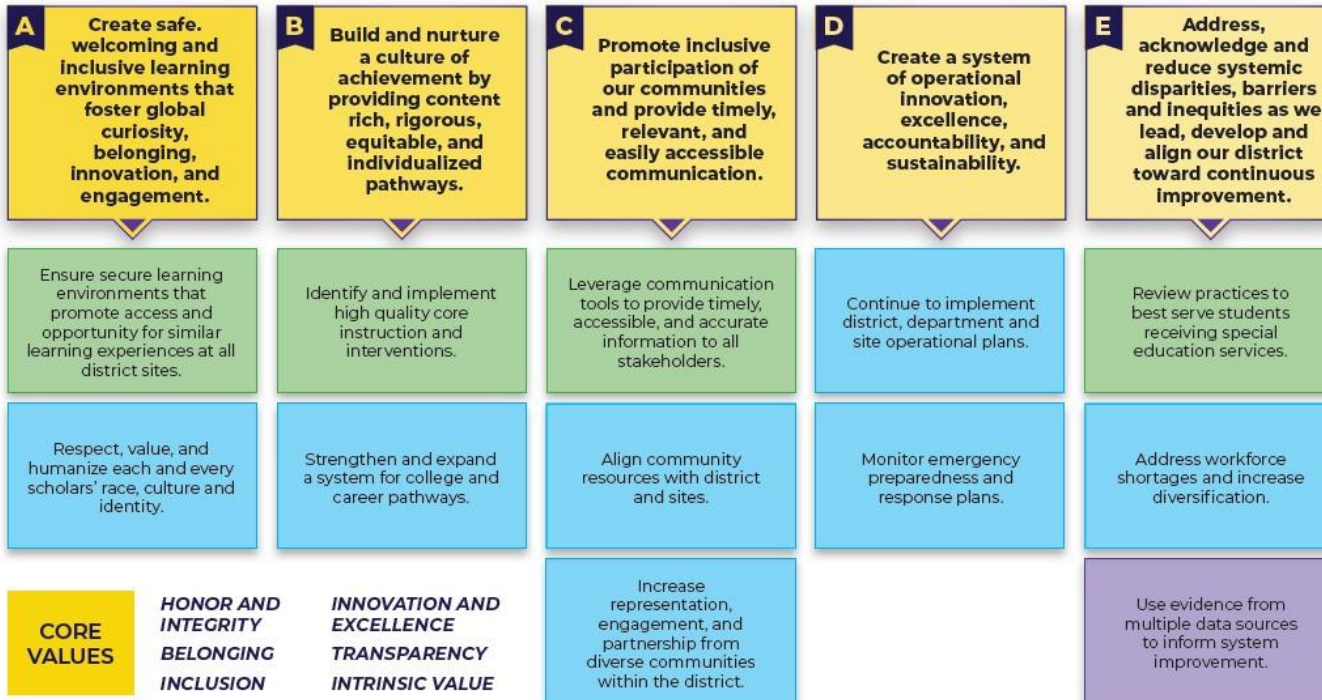 A
Create safe.
welcoming and
inclusive learning
environments that
foster global
curiosity,
belonging,
innovation, and
engagement.
B
Build and nurture
a culture of
achievement by
providing content
rich, rigorous,
equitable, and
individualized
pathways.
C
Promote inclusive
participation of
our communities
and provide timely,
relevant, and
easily accessible
communication.
D
Create a system
of operational
innovation,
excellence,
accountability, and
sustainability.
E
Address,
acknowledge and
reduce systemic
disparities, barriers
and inequities as we
lead, develop and
align our district
toward continuous
improvement.
Ensure secure learning
environments that
promote access and
opportunity for similar
learning experiences at all
district sites.
Identify and implement
high quality core
instruction and
interventions.
Leverage communication
tools to provide timely,
accessible, and accurate
information to all
stakeholders.
Continue to implement
district, department and
site operational plans.
Review practices to
best serve students
receiving special
education services.
Respect, value, and
humanize each and every
scholars' race, culture and
identity.
Strengthen and expand
a system for college and
career pathways.
Align community
resources with district
and sites.
Monitor emergency
preparedness and
response plans.
Address workforce
shortages and increase
diversification.
Increase
representation,
engagement, and
partnership from
diverse communities
within the district.
Use evidence from
multiple data sources
to inform system
improvement.
CORE
VALUES
HONOR AND
INTEGRITY
BELONGING
INCLUSION
INNOVATION AND
EXCELLENCE
TRANSPARENCY
INTRINSIC VALUE